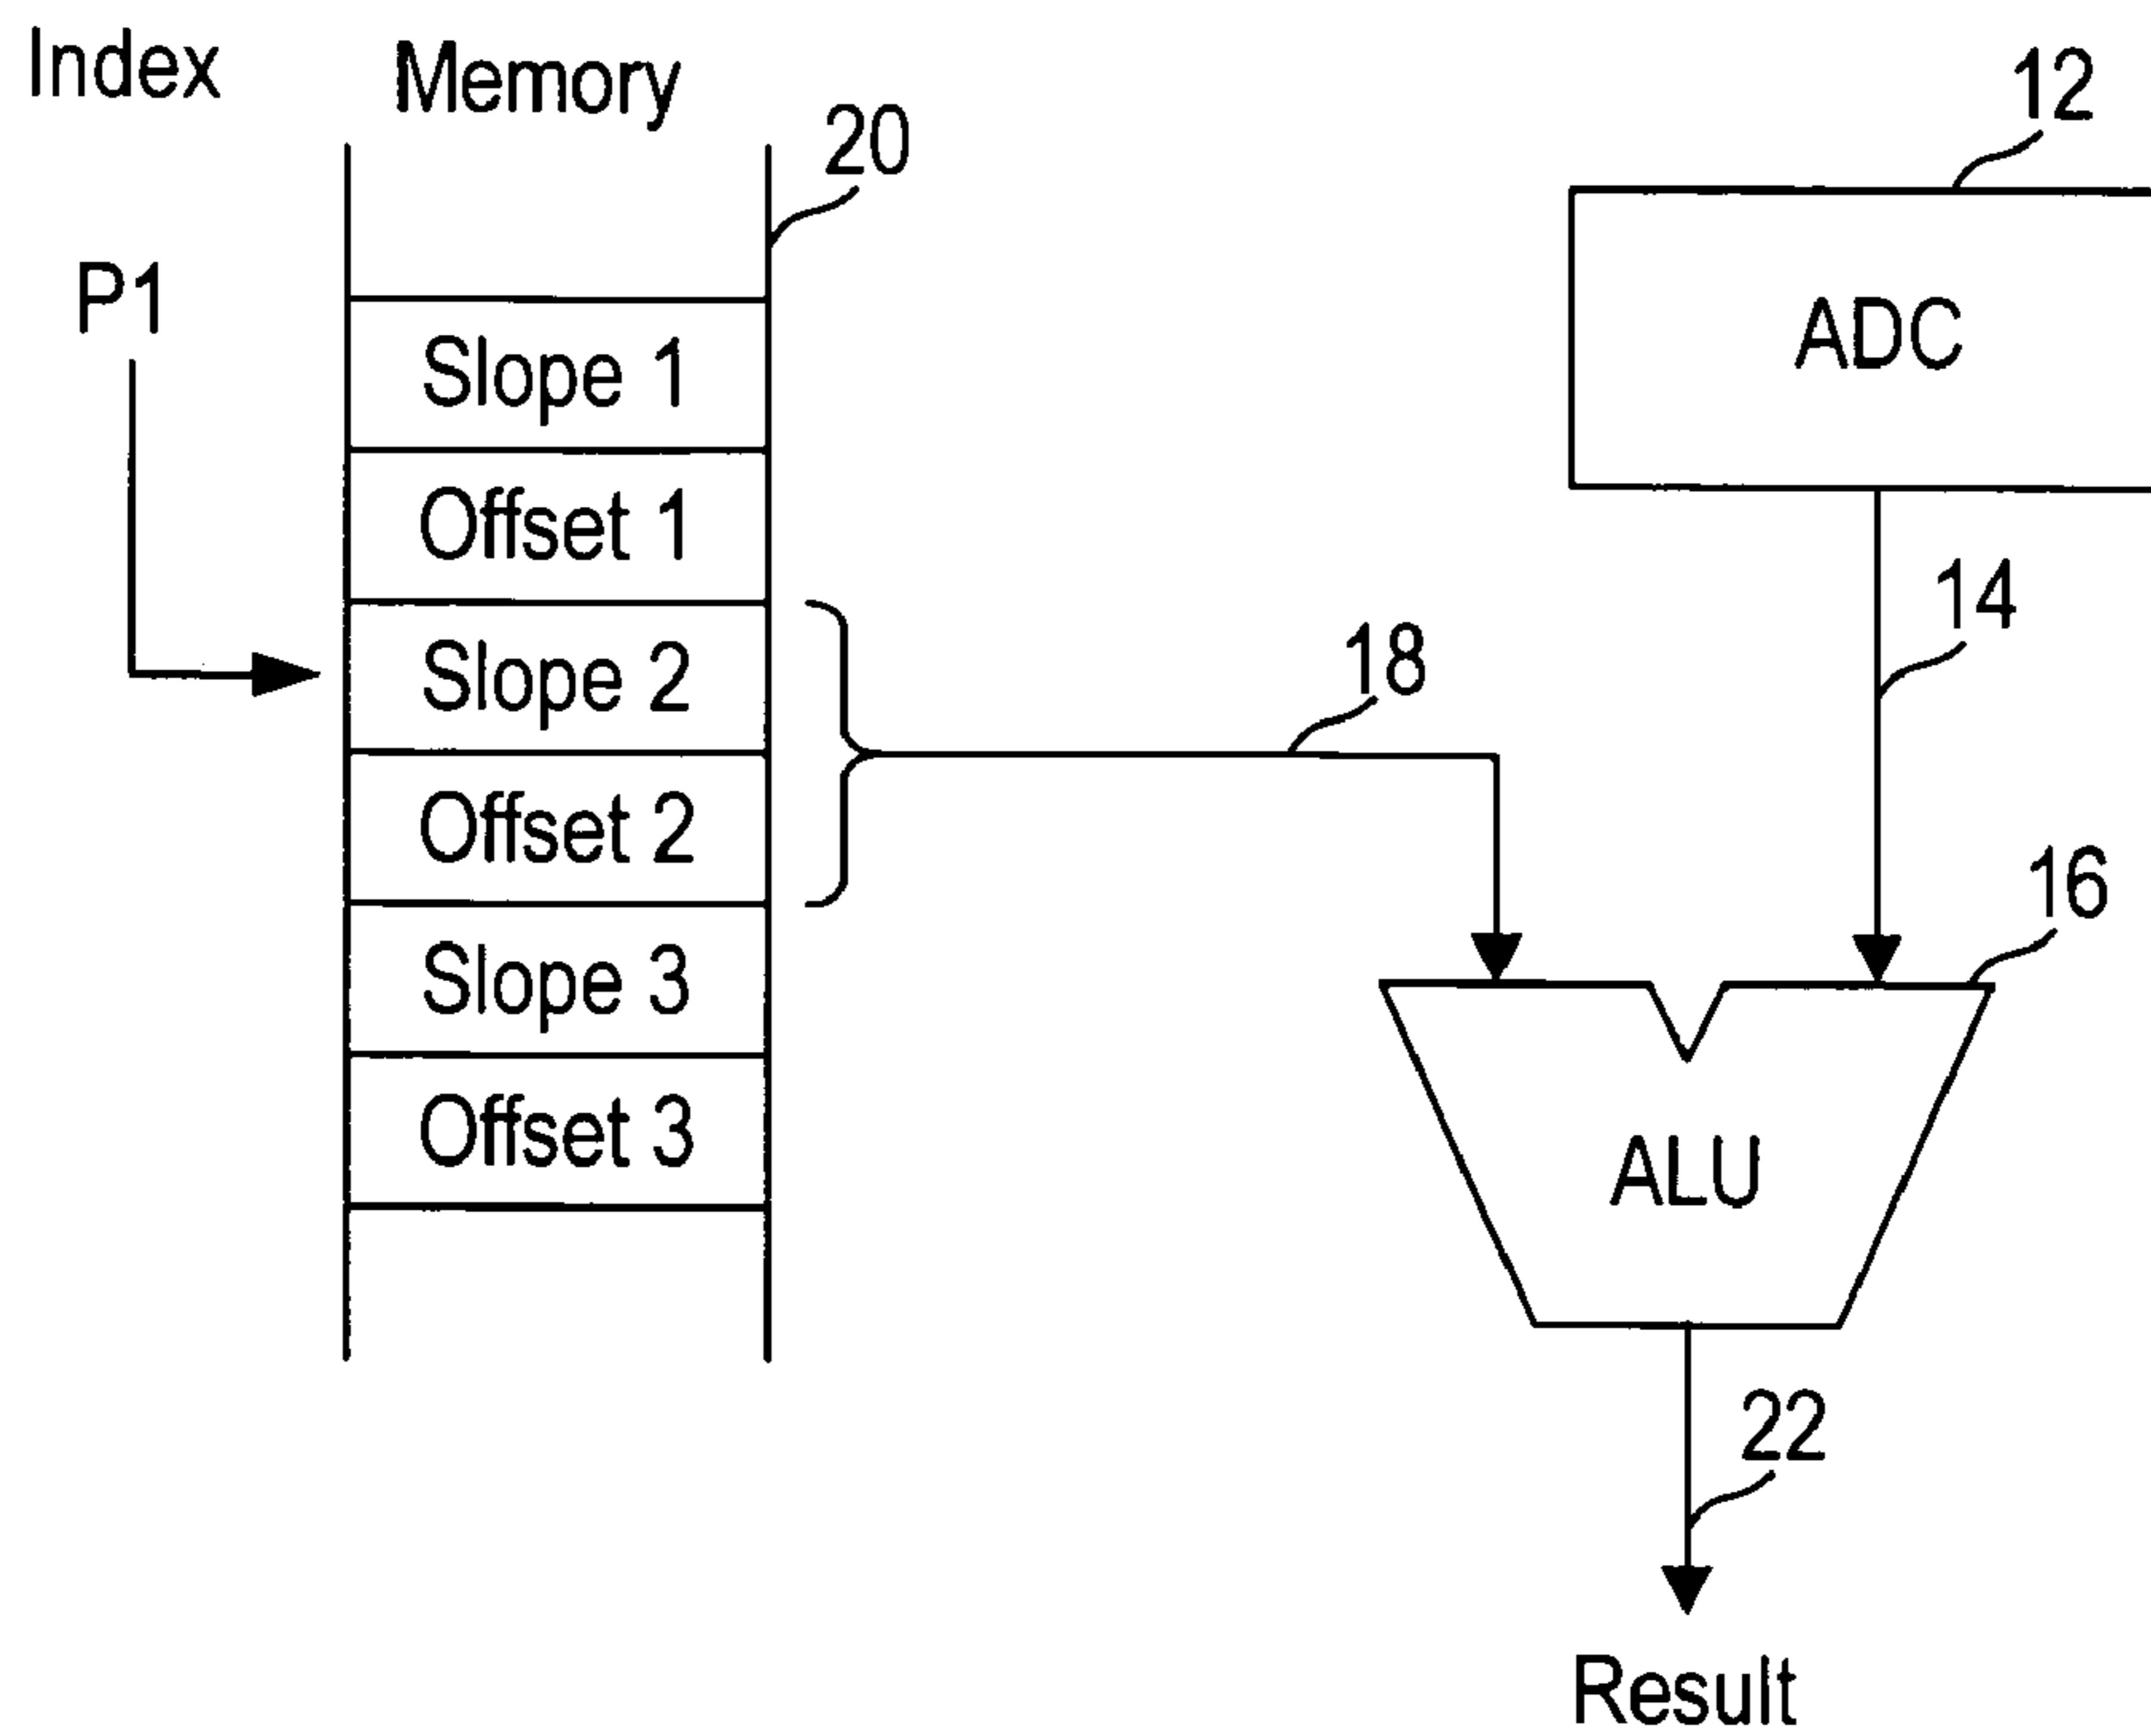 Index
Memory
20
12
P1
Slope 1
ADC
Offset 1
14
Slope 2
18
Offset 2
16
Slope 3
Offset 3
ALU
22
Result